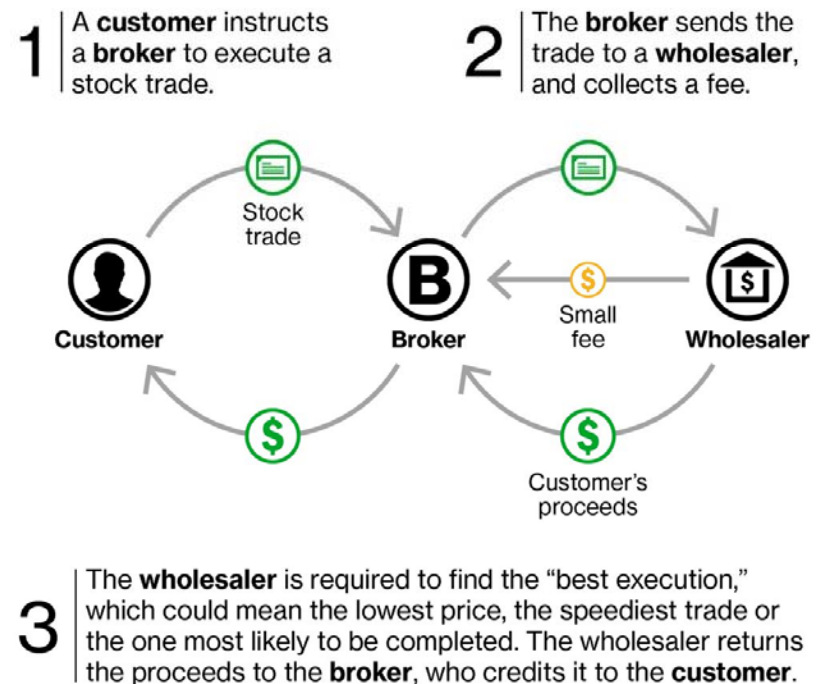 1
A customer instructs
a broker to execute a
stock trade.
2
The broker sends the
trade to a wholesaler,
and collects a fee.
Stock
trade
$
Small
fee
B
$
Customer
Broker
Wholesaler
$
$
Customer’s
proceeds
3
The wholesaler is required to find the “best execution,”
which could mean the lowest price, the speediest trade or
the one most likely to be completed. The wholesaler returns
the proceeds to the broker, who credits it to the customer.